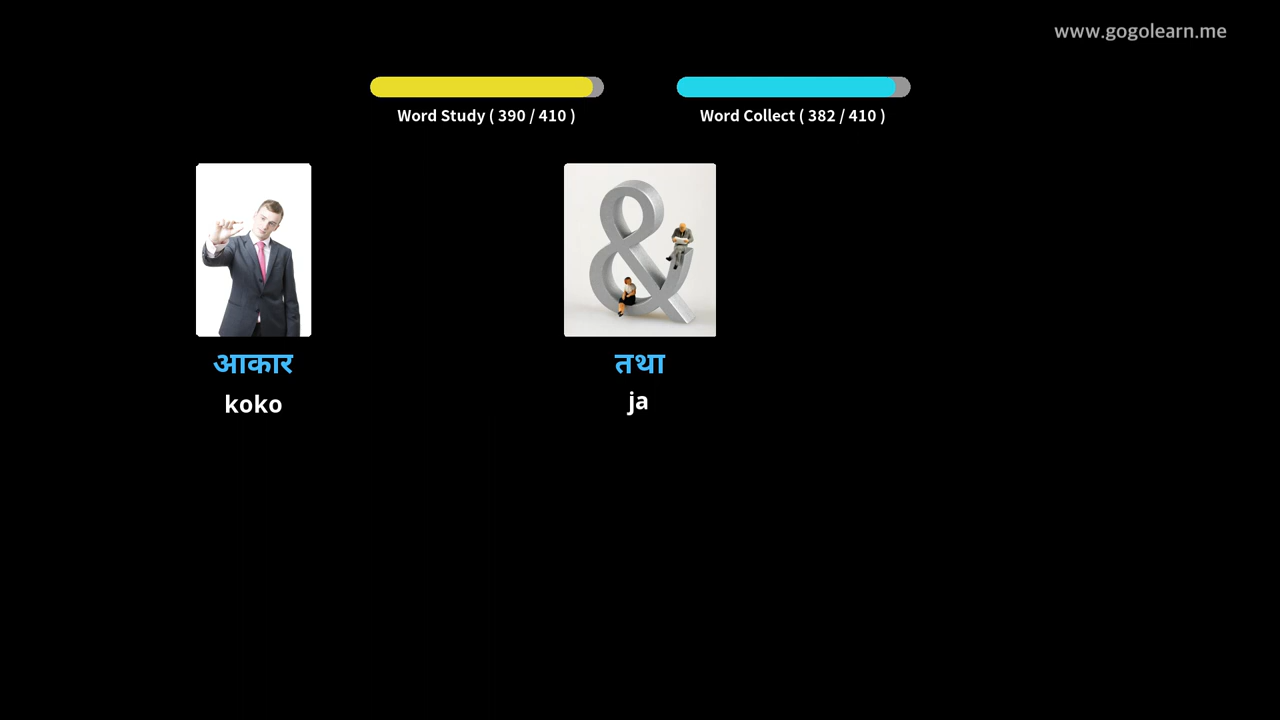 www.gogolearn.me
Word Study ( 390 / 410 )
Word Collect ( 382 / 410 )
आकार
तथा
koko
ja